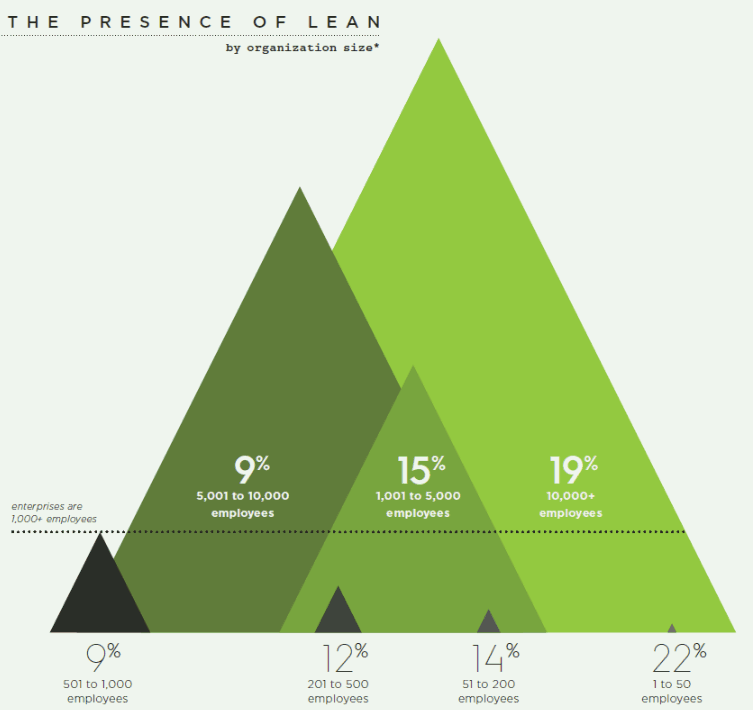 THE PRESENCE OF LEAN
by organization size*
9%
5,001 to 10,000
employees
15%
1,001 to 5,000
employees
19%
10,000+
employees
enterprises are
1,000+ employees
9%
501 to 1,000
employees
12%
201 to 500
employees
14%
51 to 200
employees
22%
1 to 50
employees